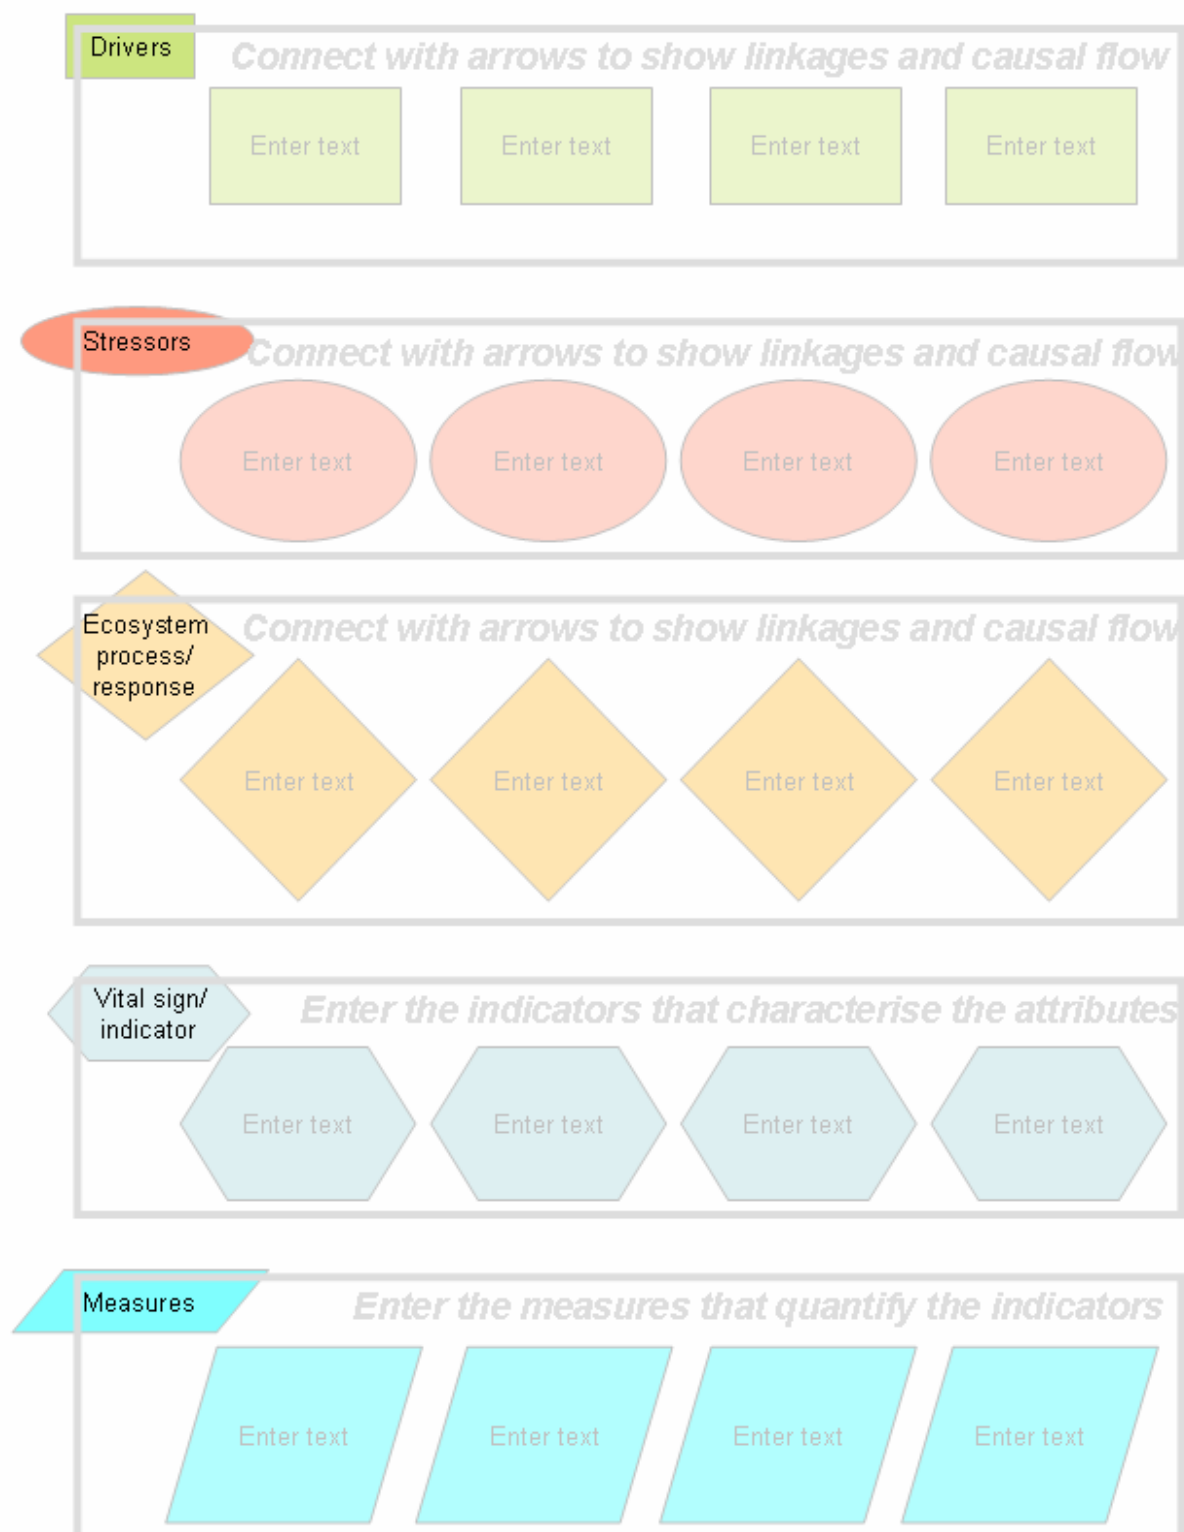 Drivers
Connect with arrows to show linkages and causal flow
Enter text Enter text Enter text Enter text
Stressors
Connect with arrows to show linkages and causal flow
Enter text Enter text Enter text Enter text
Ecosystem
process/
response
Connect with arrows to show linkages and causal flow
Enter text Enter text Enter text Enter text
Vital sign/
indicator
Enter the indicators that characterise the attributes
Enter text Enter text Enter text Enter text
Measures
Enter the measures that quantify the indicators
Enter text Enter text Enter text Enter text